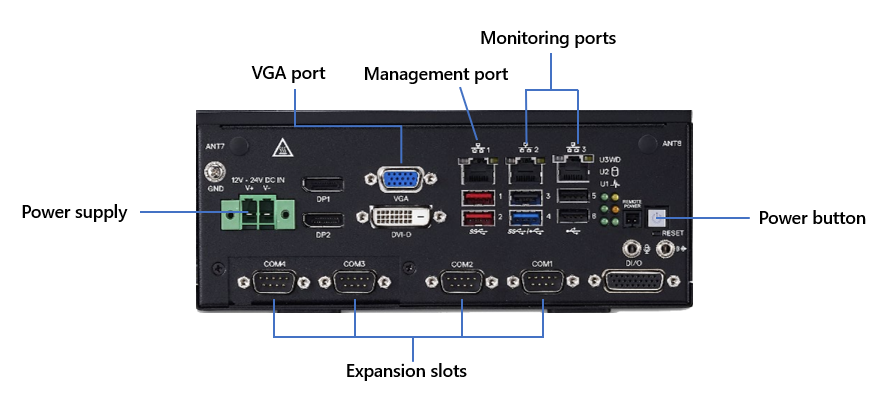 Monitoring ports
VGA port
Management port
ANT7
1
2
3
ANT8
U3WD
U2
U1
GND
12V - 24V DC IN
V+ V-
DP1
VGA
1
3
5
REMOTE
POWER
Power supply
Power button
DP2
DVI-D
2
SS
4
SS
6
RESET
DI/O
COM4
COM3
COM2
COM1
Expansion slots